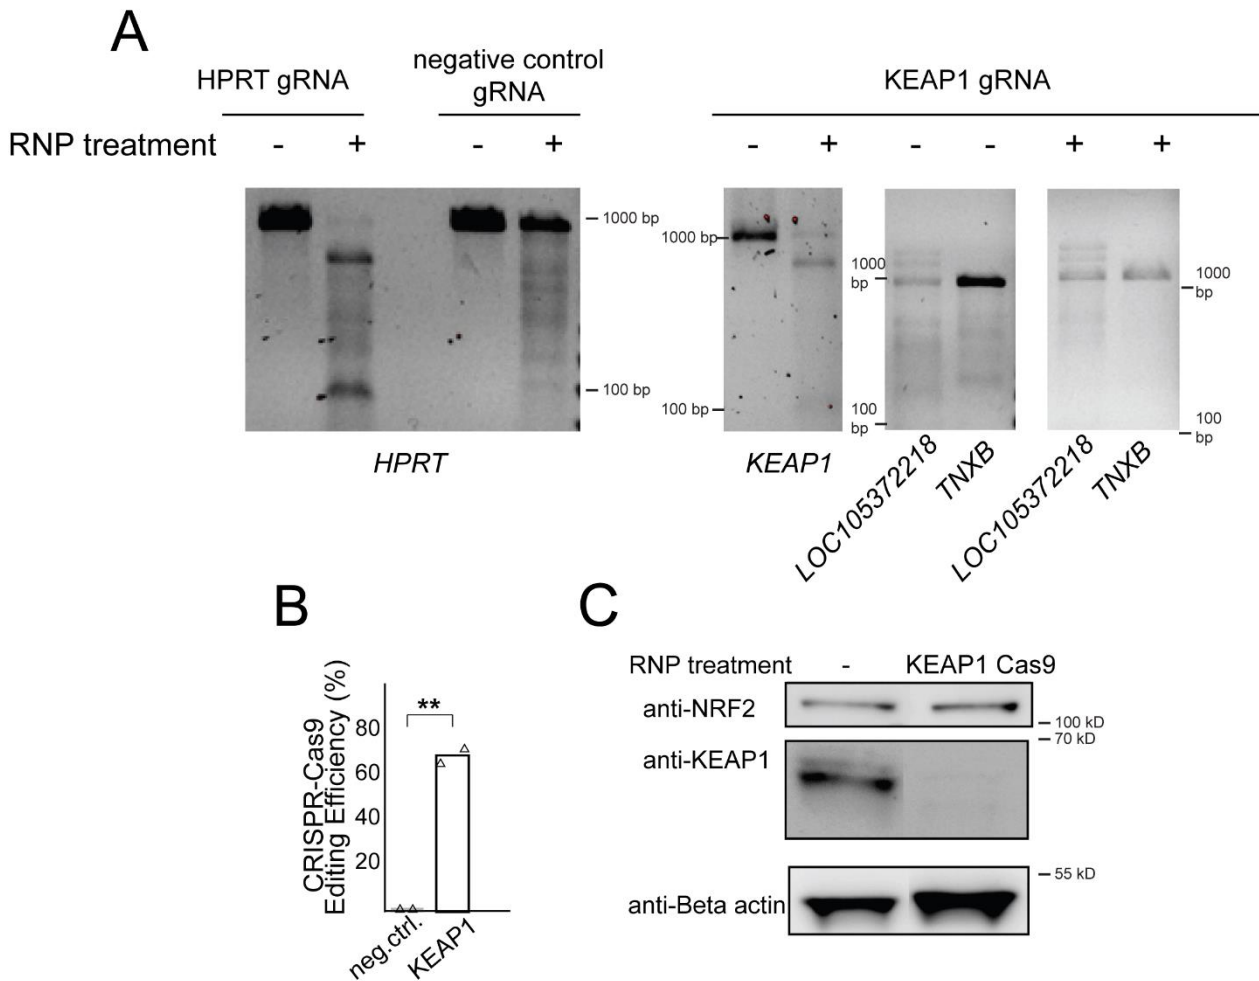 A
HPRT gRNA
negative control
gRNA
KEAP1 gRNA
RNP treatment - + - + - + - - + +
1000 bp
100 bp
HPRT
1000 bp
100 bp
KEAP1
1000
bp
100
bp
LOC105372218
TNXB
1000
bp
100
bp
LOC105372218
TNXB
B
CRISPR-Cas9
Editing Efficiency (%)
80
60
40
20
**
neg.ctrl.
KEAP1
C
RNP treatment - KEAP1 Cas9
anti-NRF2
100 kD
70 kD
anti-KEAP1
55 kD
anti-Beta actin